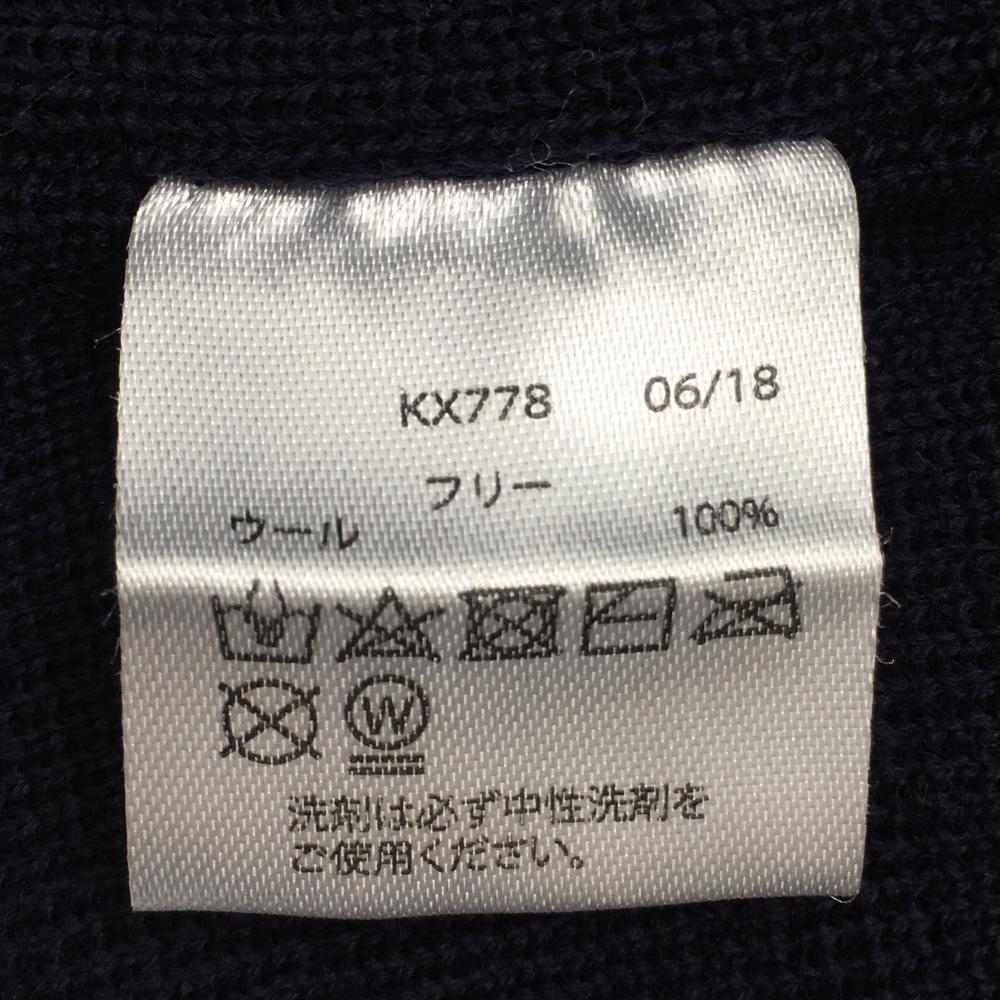 KX778 06/18
フリー
ウール 100%
W
洗剤は必ず中性洗剤を
ご使用ください。